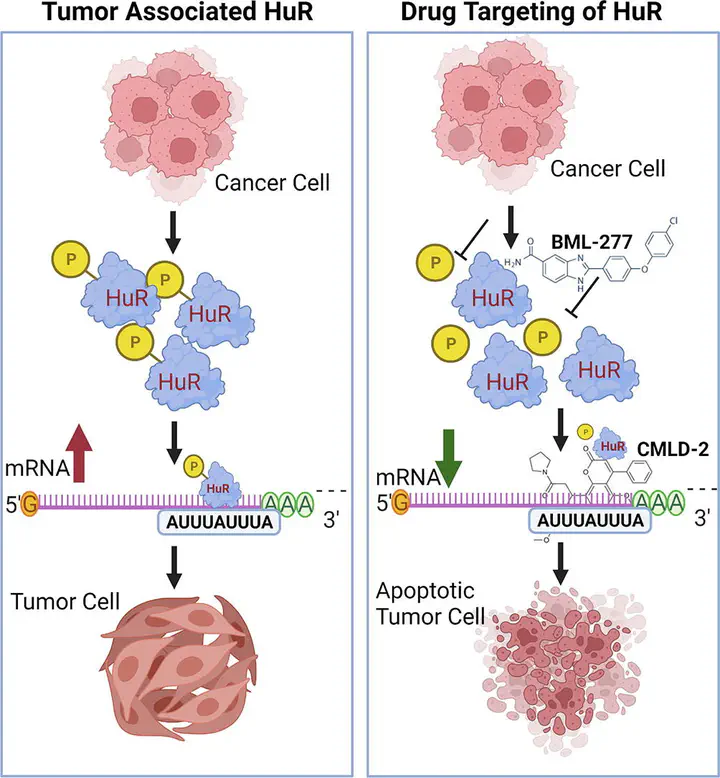 Tumor Associated HuR
Cancer Cell
P
P
HuR
HuR
P
HuR
mRNA
P
HuR
5'
G
AAA
3'
AUUUAUUUA
Tumor Cell
Drug Targeting of HuR
Cancer Cell
BML-277
Cl
P
O
H₂N
N
N
H
O
HuR
P
P
HuR
HuR
P
HuR
CMLD-2
mRNA
O
N
O
O
5'
G
AAA
3'
AUUUAUUUA
O
Apoptotic
Tumor Cell